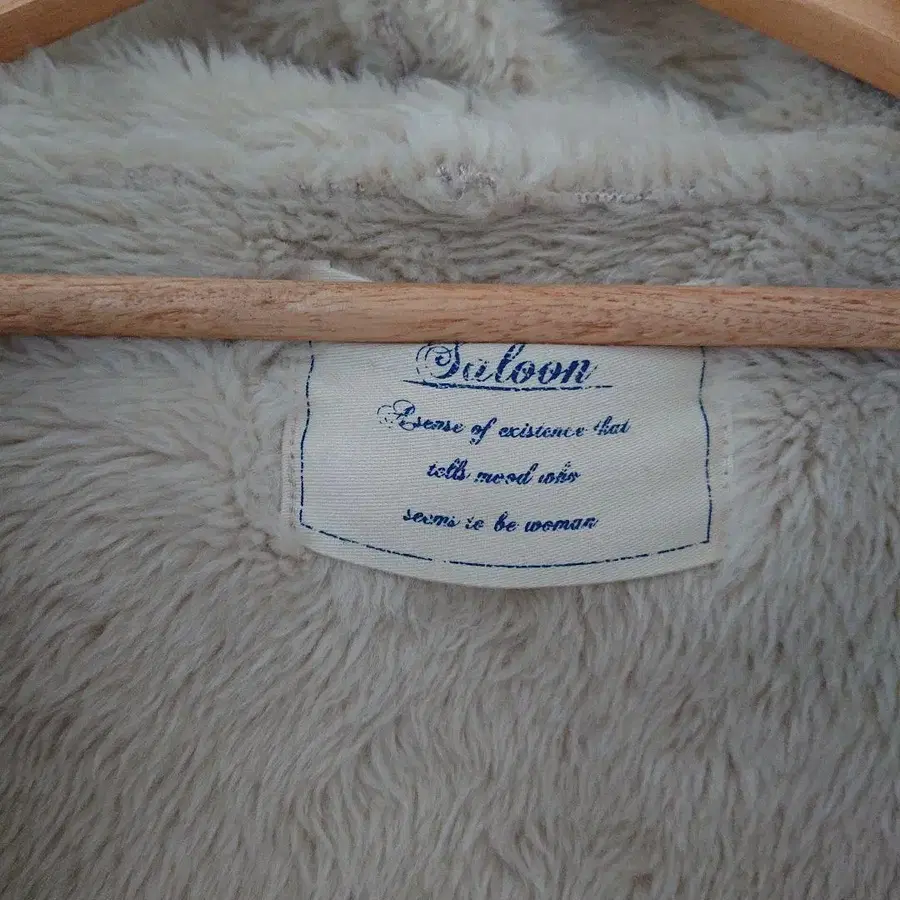 Saloon
A sense of existence that
tells mood who
seems to be woman